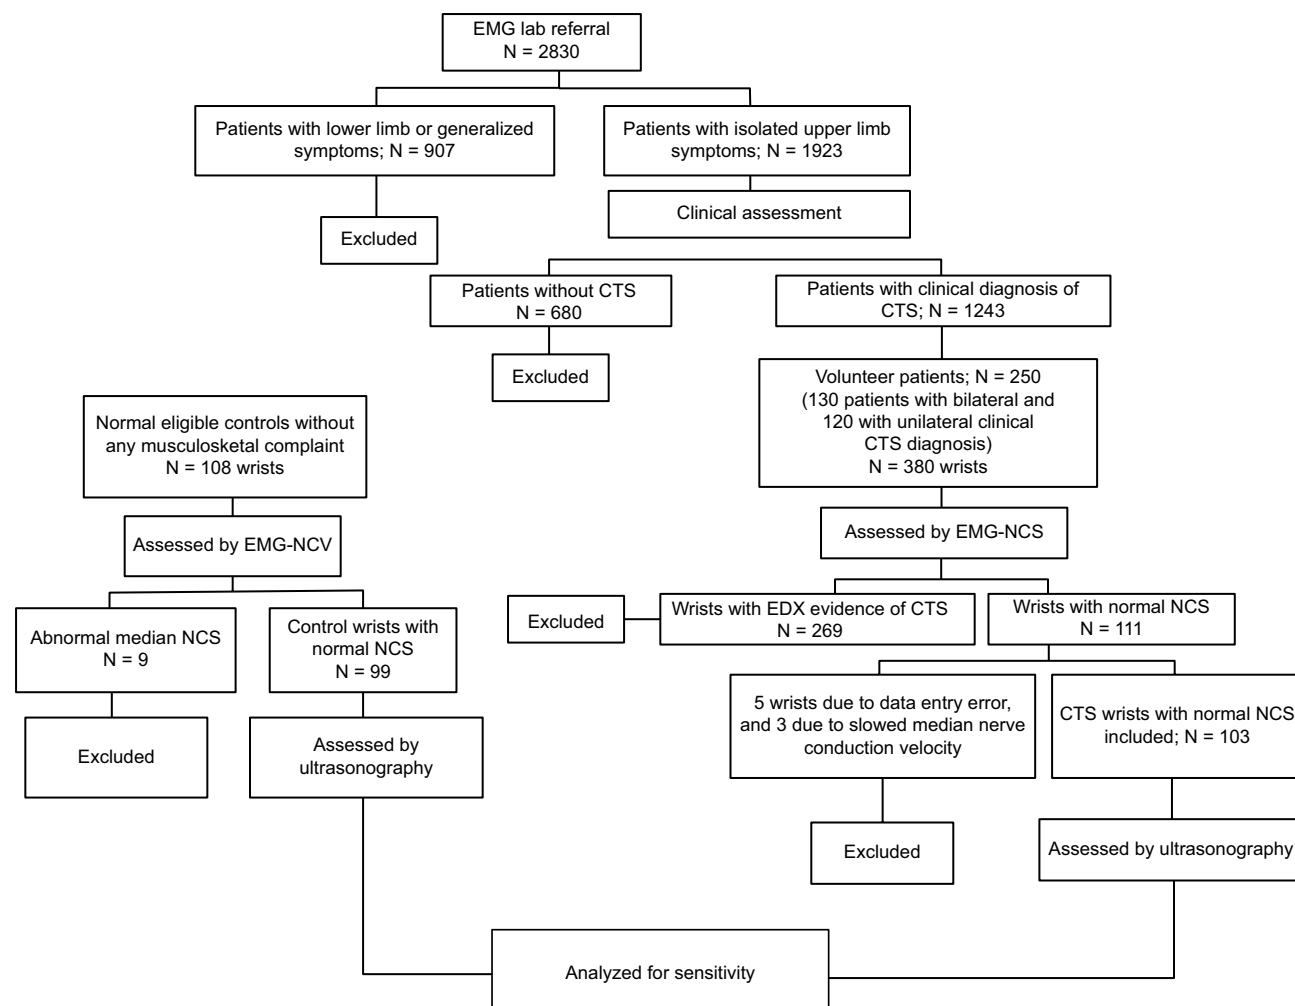 EMG lab referral
N = 2830
Patients with lower limb or generalized
symptoms; N = 907
Patients with isolated upper limb
symptoms; N = 1923
Excluded
Clinical assessment
Patients without CTS
N = 680
Patients with clinical diagnosis of
CTS; N = 1243
Excluded
Volunteer patients; N = 250
(130 patients with bilateral and
120 with unilateral clinical
CTS diagnosis)
N = 380 wrists
Normal eligible controls without
any musculosketal complaint
N = 108 wrists
Assessed by EMG-NCV
Assessed by EMG-NCS
Abnormal median NCS
N = 9
Control wrists with
normal NCS
N = 99
Excluded
Wrists with EDX evidence of CTS
N = 269
Wrists with normal NCS
N = 111
Excluded
Assessed by
ultrasonography
5 wrists due to data entry error,
and 3 due to slowed median nerve
conduction velocity
CTS wrists with normal NCS
included; N = 103
Excluded
Assessed by ultrasonography
Analyzed for sensitivity